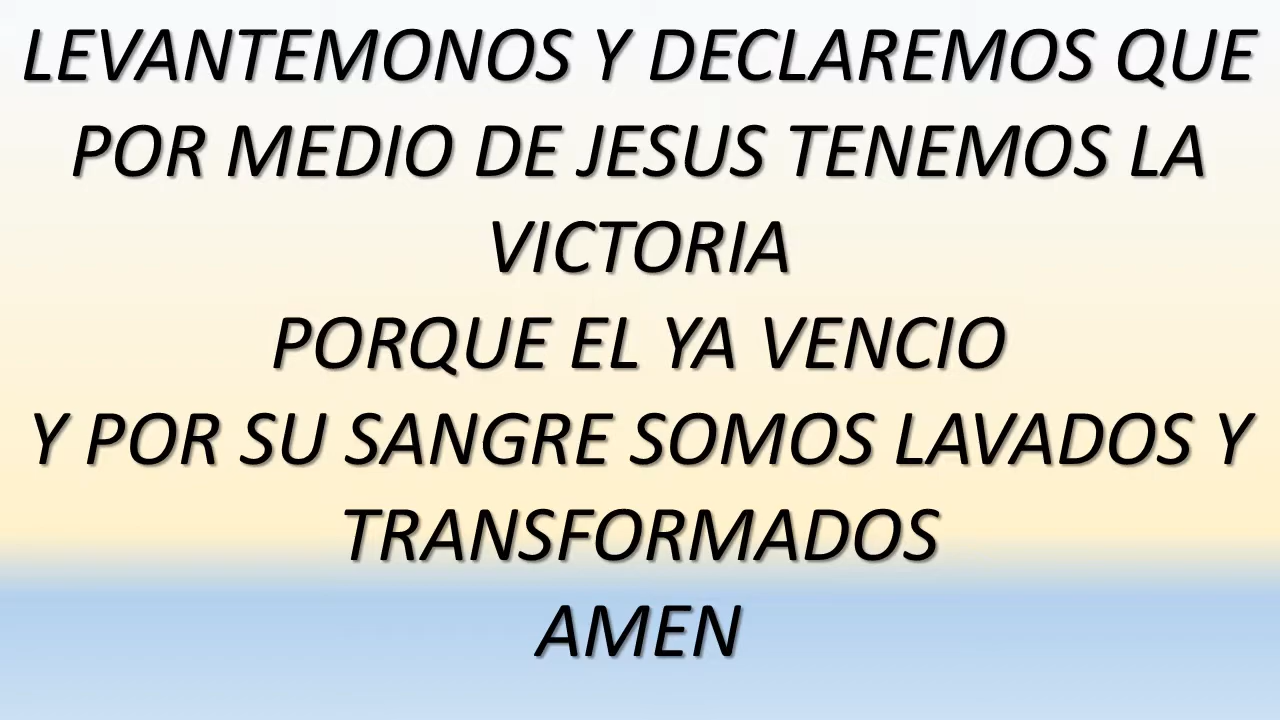 LEVANTEMONOS Y DECLAREMOS QUE
POR MEDIO DE JESUS TENEMOS LA
VICTORIA
PORQUE EL YA VENCIO
Y POR SU SANGRE SOMOS LAVADOS Y
TRANSFORMADOS
AMEN